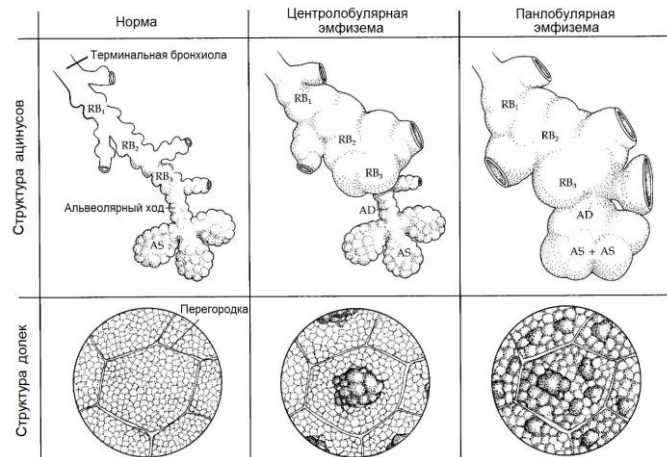 Норма
Центролобулярная
эмфизема
Панлобулярная
эмфизема
Структура ацинусов
Терминальная бронхиола
RB1
RB2
RB3
Альвеолярный ход
AS
RB1
RB2
RB3
AD
AS
RB1
RB2
RB3
AD
AS + AS
Структура долек
Перегородка